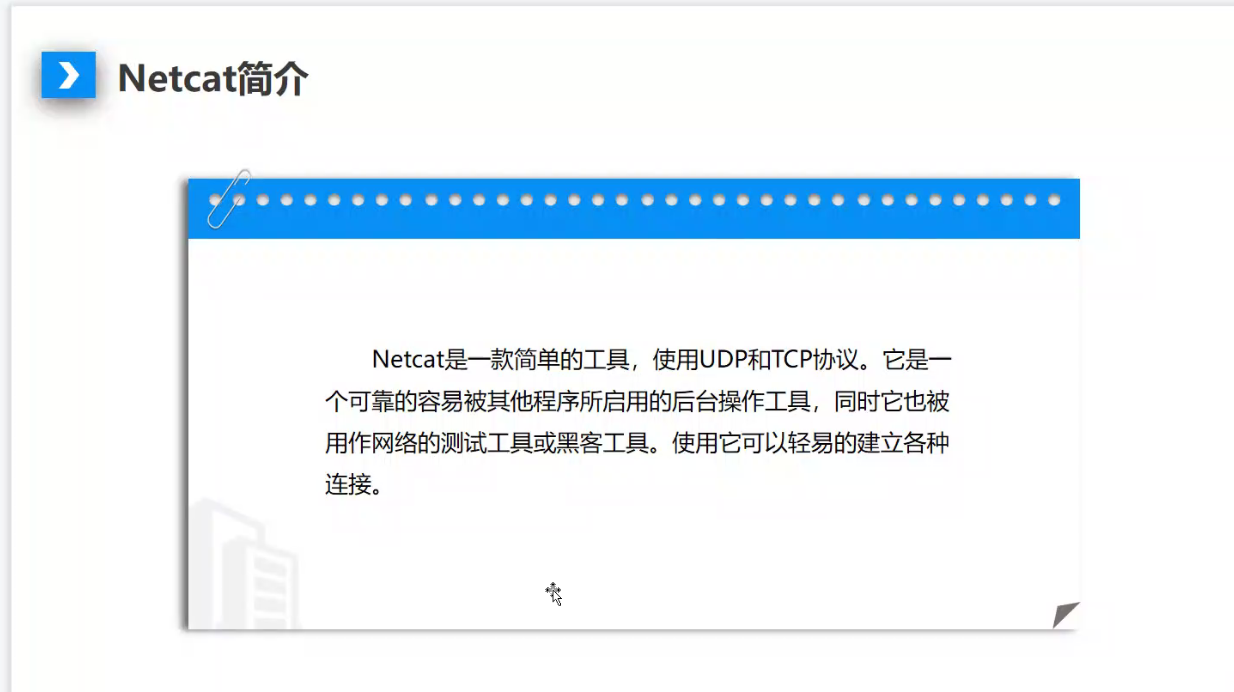 Netcat简介
Netcat是一款简单的工具，使用UDP和TCP协议。它是一
个可靠的容易被其他程序所启用的后台操作工具，同时它也被
用作网络的测试工具或黑客工具。使用它可以轻易的建立各种
连接。